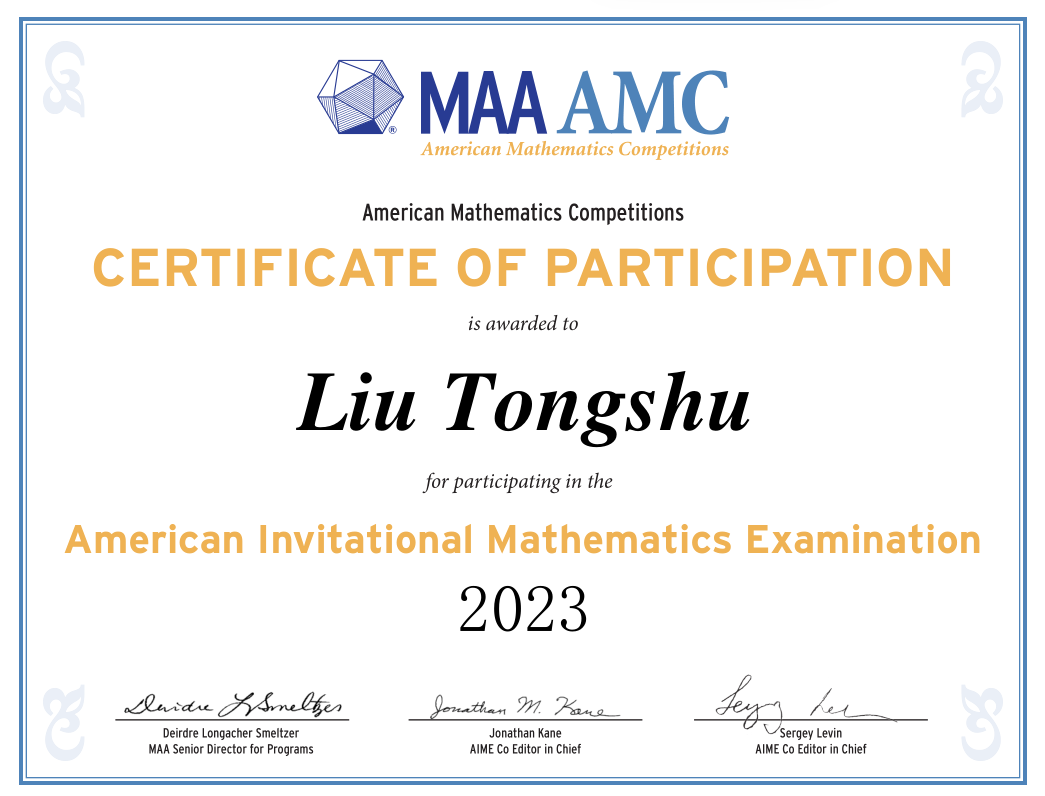 MAA AMC
®
American Mathematics Competitions
American Mathematics Competitions
CERTIFICATE OF PARTICIPATION
is awarded to
Liu Tongshu
for participating in the
American Invitational Mathematics Examination
2023
Deirdre L Smeltzer
Jonathan M. Kane
Deirdre Longacher Smeltzer
MAA Senior Director for Programs
Jonathan Kane
AIME Co Editor in Chief
Sergey Levin
AIME Co Editor in Chief